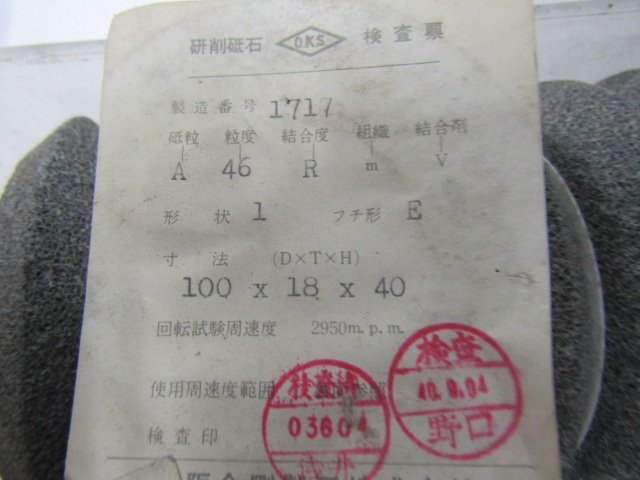 研削砥石 O.K.S. 検査票
製造番号 1717
砥粒 粒度 結合度 組織 結合剤
A 46 R m V
形状 1 フチ形 E
寸法 (D×T×H)
100 x 18 x 40
回転試験周速度 2950m.p.m.
使用周速度範囲 参照
検査印
03604
検査
野口